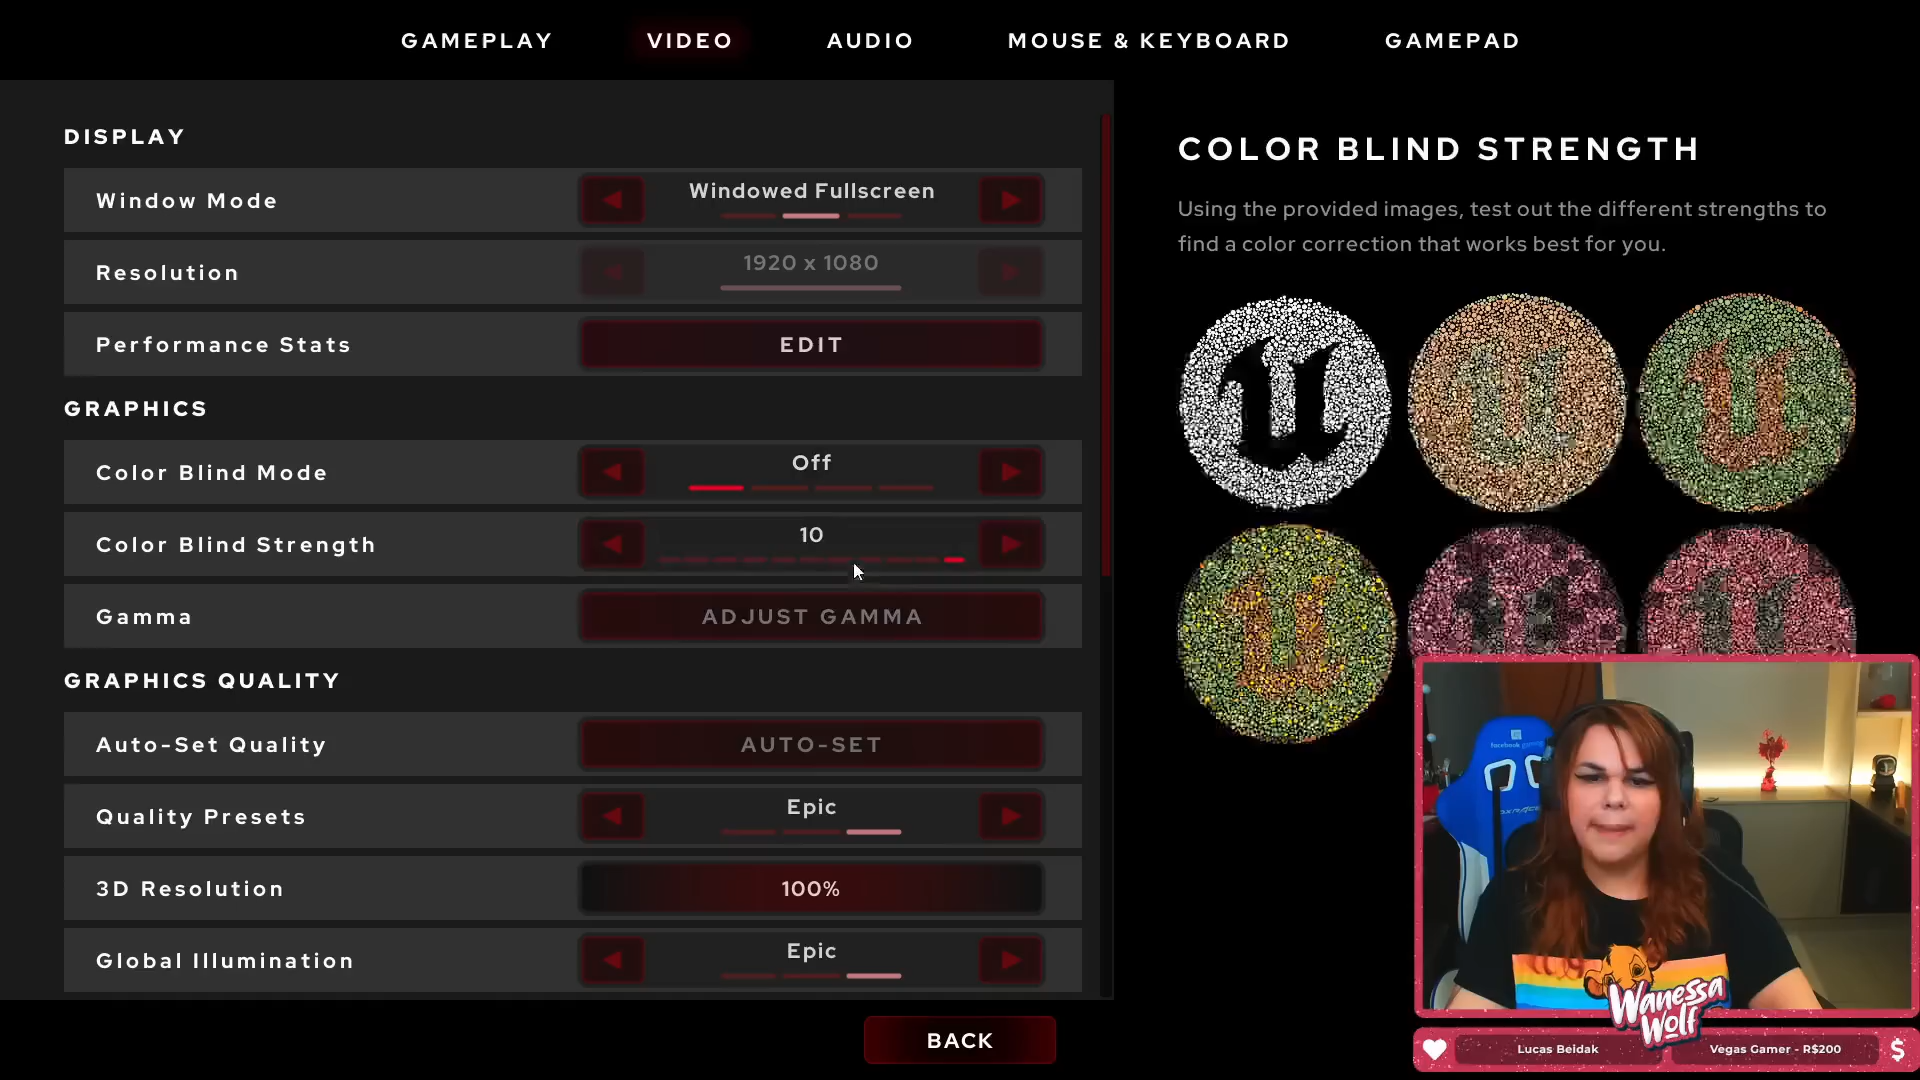 GAMEPLAY
VIDEO
AUDIO
MOUSE & KEYBOARD
GAMEPAD
DISPLAY
Window Mode
Windowed Fullscreen
Resolution
1920 x 1080
Performance Stats
EDIT
GRAPHICS
Color Blind Mode
Off
Color Blind Strength
10
Gamma
ADJUST GAMMA
GRAPHICS QUALITY
Auto-Set Quality
AUTO-SET
Quality Presets
Epic
3D Resolution
100%
Global Illumination
Epic
BACK
COLOR BLIND STRENGTH
Using the provided images, test out the different strengths to
find a color correction that works best for you.
facebook gaming
Wanessa
Wolf
Lucas Beidak
Vegas Gamer - R$200
$